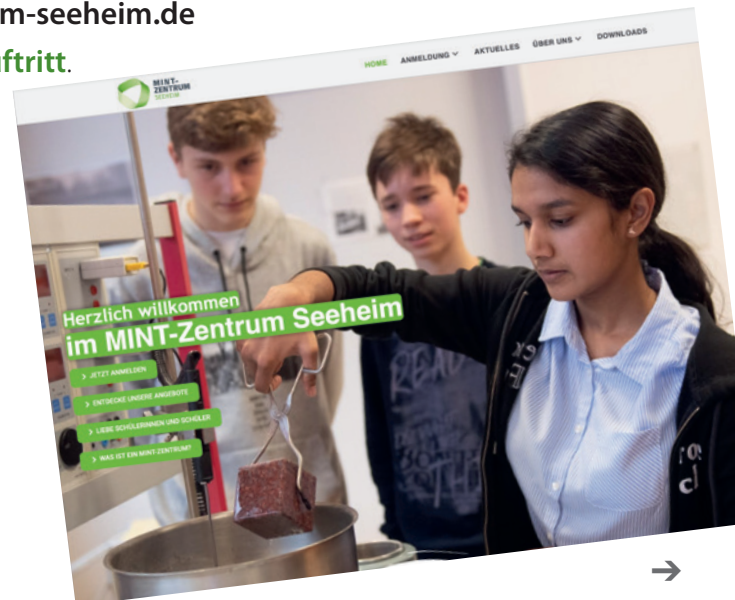 m-seeheim.de
ftritt.
MINT-
ZENTRUM
SEEHEIM
HOME ANMELDUNG AKTUELLES ÜBER UNS DOWNLOADS
Herzlich willkommen
im MINT-Zentrum Seeheim
> JETZT ANMELDEN
> ENTDECKE UNSERE ANGEBOTE
> LIEBE SCHÜLERINNEN UND SCHÜLER
> WAS IST EIN MINT-ZENTRUM?
READ